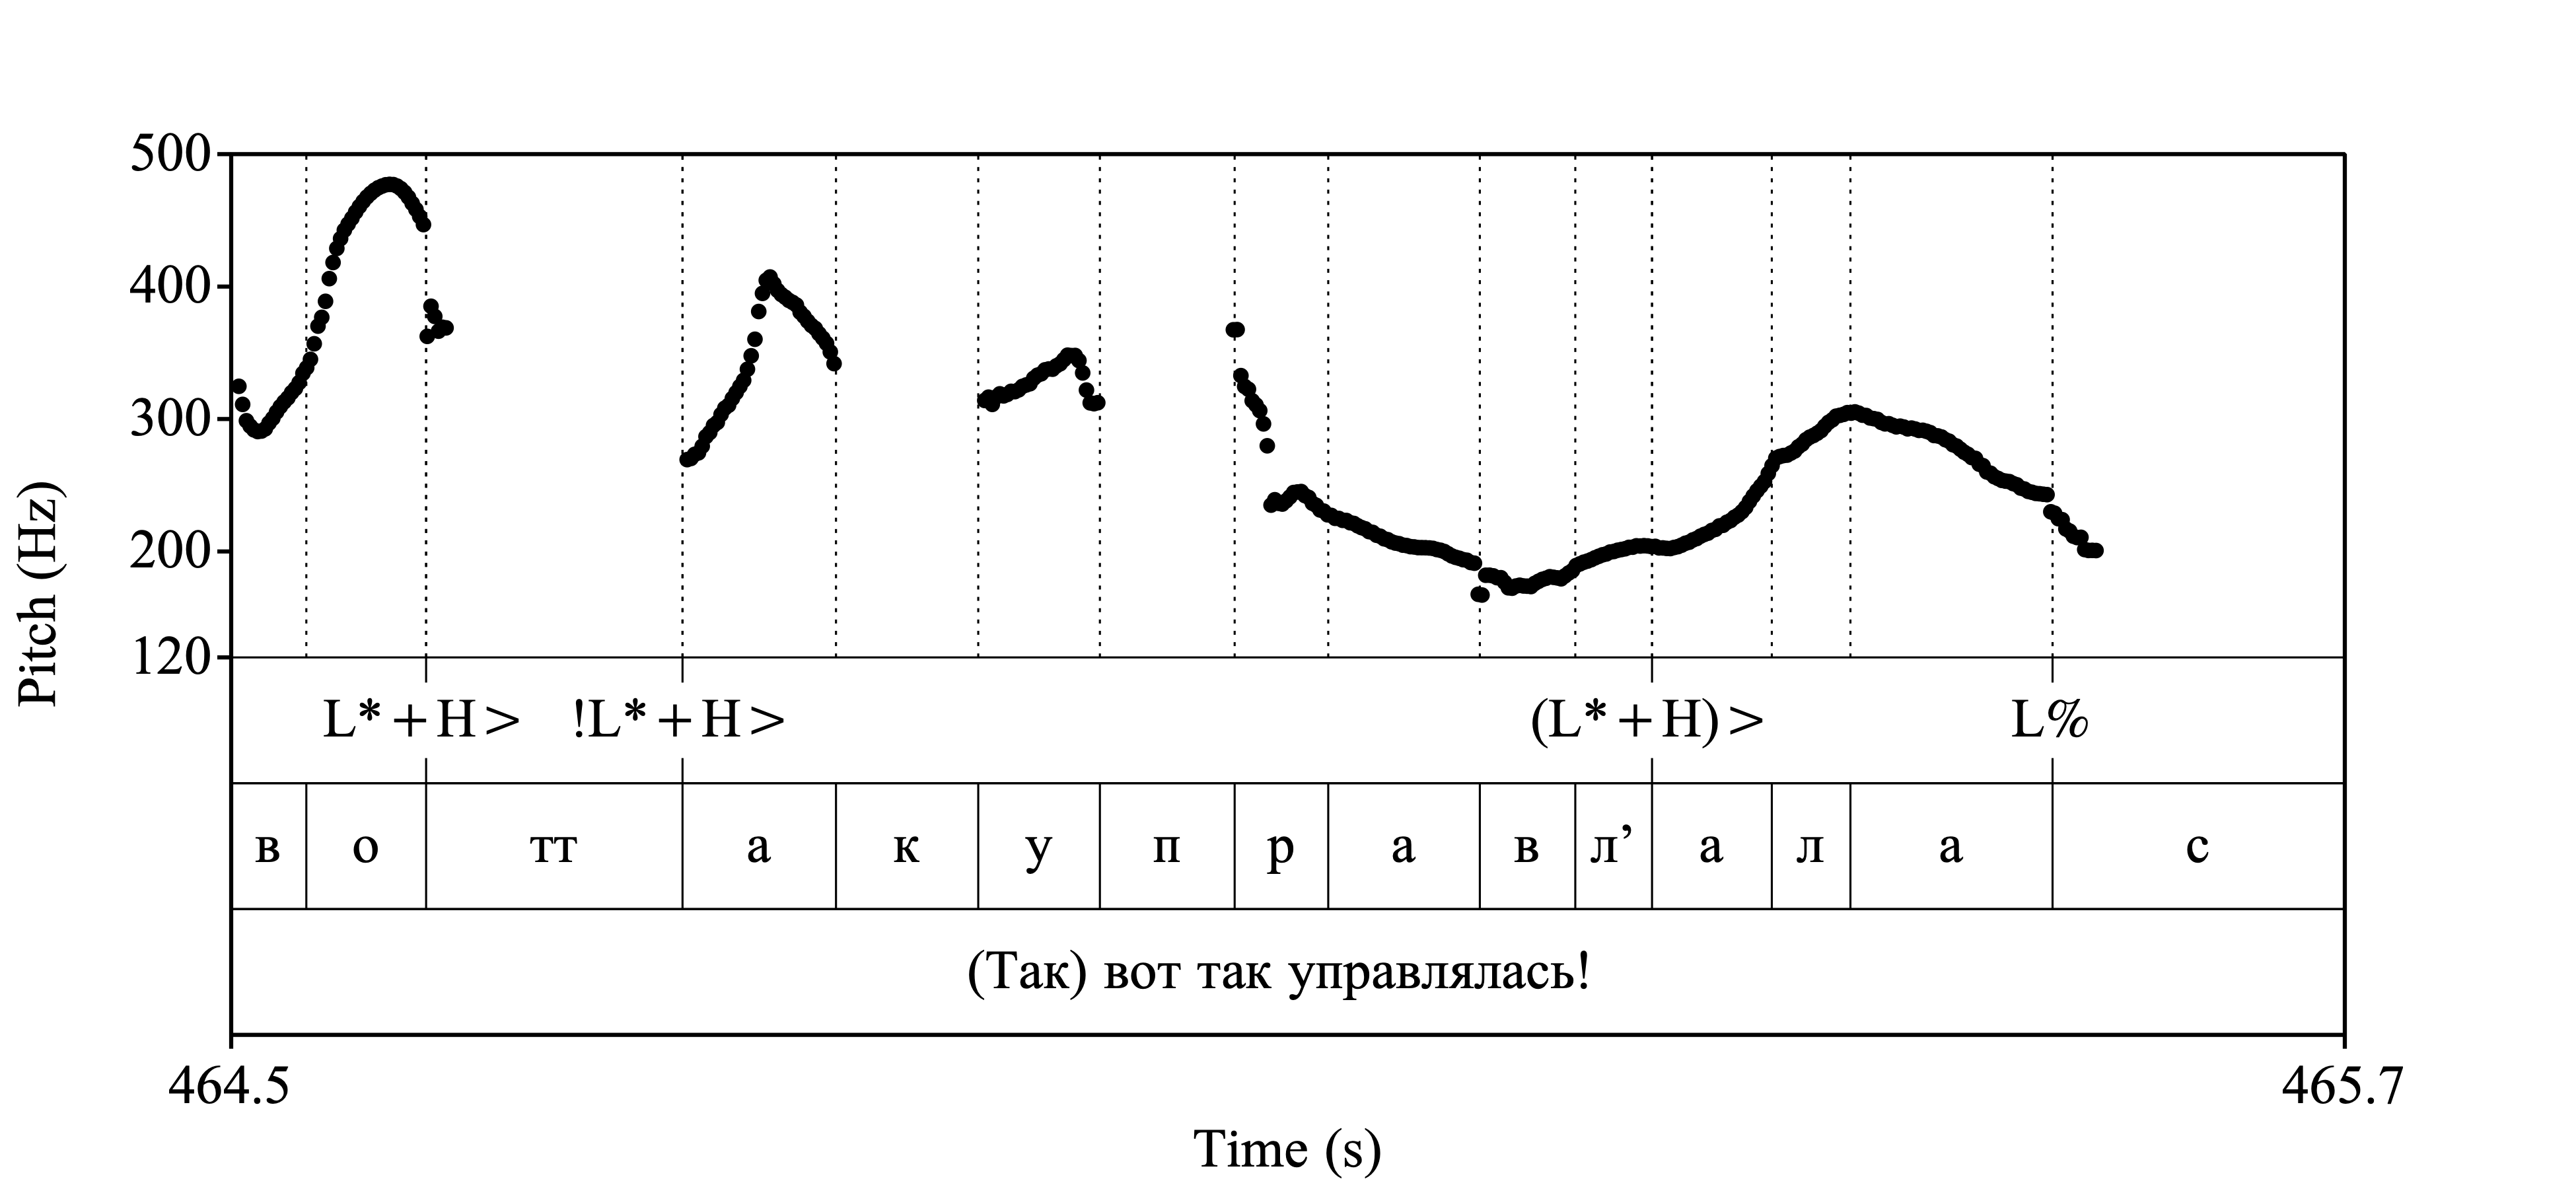 500
400
300
200
120
Pitch (Hz)
L*+H> !L*+H> (L*+H)> L%
в о тт а к у п р а в л’ а л а с
(Так) вот так управлялась!
464.5 465.7
Time (s)